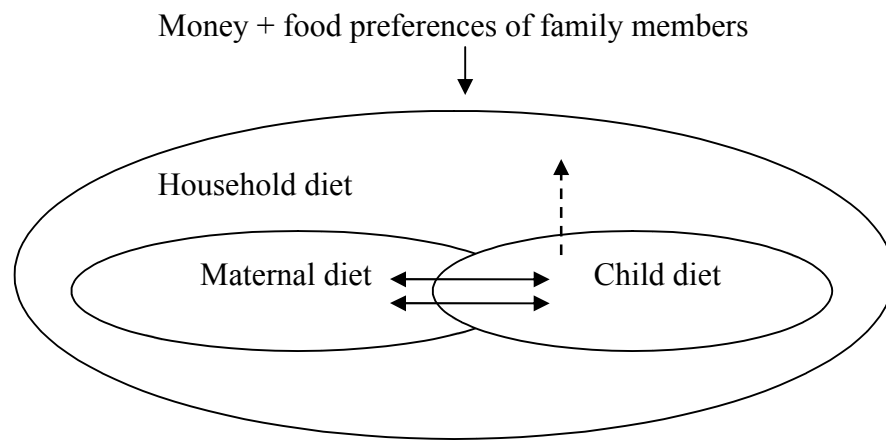 Money + food preferences of family members
Household diet
Maternal diet
Child diet